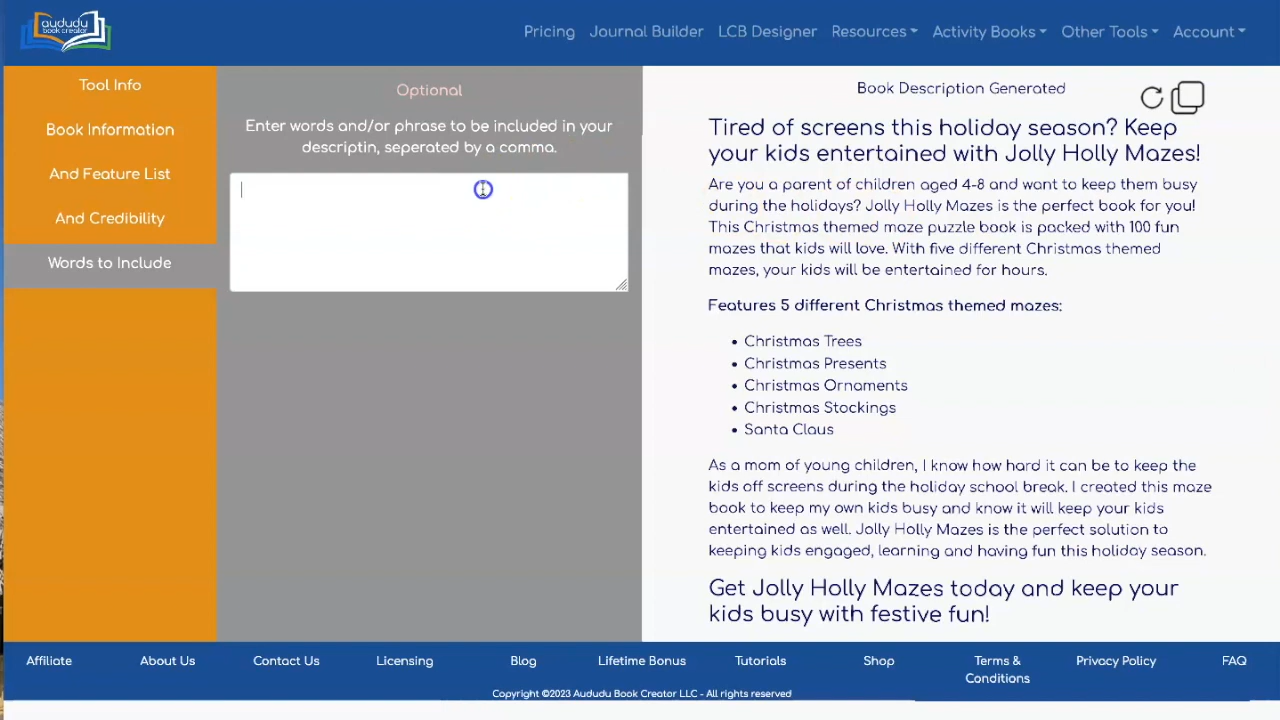 aududu
book creator
Pricing
Journal Builder
LCB Designer
Resources
Activity Books
Other Tools
Account
Tool Info
Book Information
And Feature List
And Credibility
Words to Include
Optional
Enter words and/or phrase to be included in your
descriptin, seperated by a comma.
Book Description Generated
Tired of screens this holiday season? Keep
your kids entertained with Jolly Holly Mazes!
Are you a parent of children aged 4-8 and want to keep them busy
during the holidays? Jolly Holly Mazes is the perfect book for you!
This Christmas themed maze puzzle book is packed with 100 fun
mazes that kids will love. With five different Christmas themed
mazes, your kids will be entertained for hours.
Features 5 different Christmas themed mazes:
• Christmas Trees
• Christmas Presents
• Christmas Ornaments
• Christmas Stockings
• Santa Claus
As a mom of young children, I know how hard it can be to keep the
kids off screens during the holiday school break. I created this maze
book to keep my own kids busy and know it will keep your kids
entertained as well. Jolly Holly Mazes is the perfect solution to
keeping kids engaged, learning and having fun this holiday season.
Get Jolly Holly Mazes today and keep your
kids busy with festive fun!
Affiliate
About Us
Contact Us
Licensing
Blog
Lifetime Bonus
Tutorials
Shop
Terms &
Conditions
Privacy Policy
FAQ
Copyright ©2023 Aududu Book Creator LLC - All rights reserved